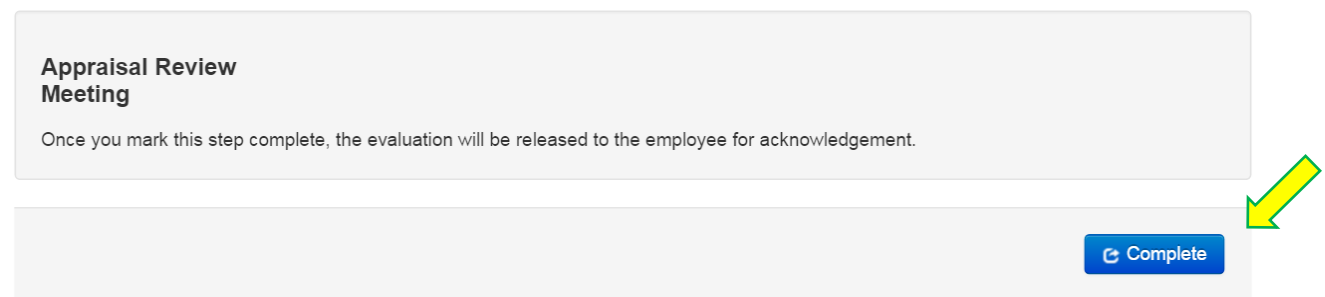 Appraisal Review
Meeting
Once you mark this step complete, the evaluation will be released to the employee for acknowledgement.
Complete